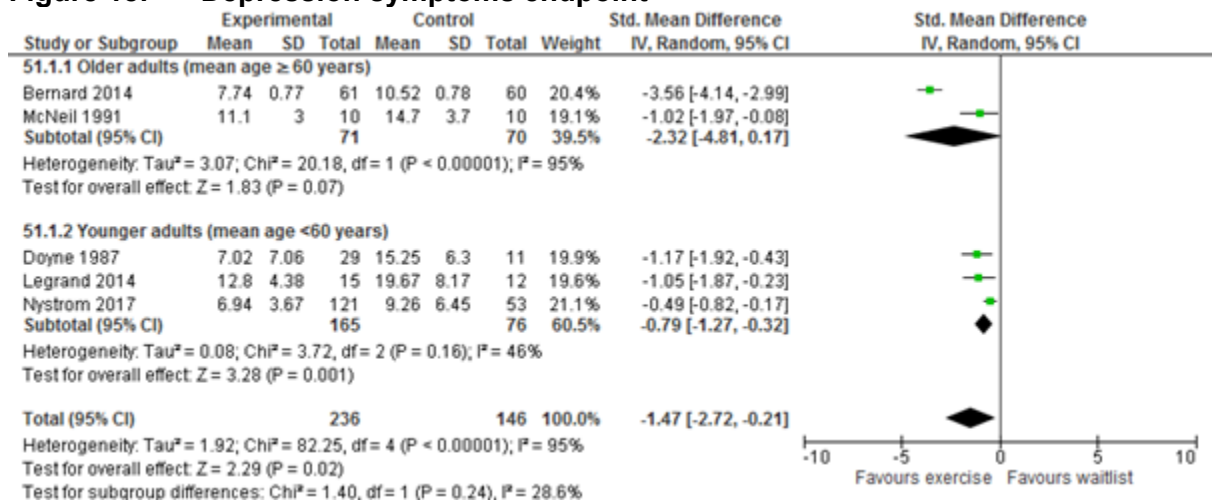 Experimental Control Std. Mean Difference Std. Mean Difference
Study or Subgroup Mean SD Total Mean SD Total Weight IV, Random, 95% CI IV, Random, 95% CI
51.1.1 Older adults (mean age ≥ 60 years)
Bernard 2014 7.74 0.77 61 10.52 0.78 60 20.4% -3.56 [-4.14, -2.99]
McNeil 1991 11.1 3 10 14.7 3.7 10 19.1% -1.02 [-1.97, -0.08]
Subtotal (95% CI) 71 70 39.5% -2.32 [-4.81, 0.17]
Heterogeneity: Tau² = 3.07; Chi² = 20.18, df = 1 (P < 0.00001); I² = 95%
Test for overall effect: Z = 1.83 (P = 0.07)
51.1.2 Younger adults (mean age <60 years)
Doyne 1987 7.02 7.06 29 15.25 6.3 11 19.9% -1.17 [-1.92, -0.43]
Legrand 2014 12.8 4.38 15 19.67 8.17 12 19.6% -1.05 [-1.87, -0.23]
Nystrom 2017 6.94 3.67 121 9.26 6.45 53 21.1% -0.49 [-0.82, -0.17]
Subtotal (95% CI) 165 76 60.5% -0.79 [-1.27, -0.32]
Heterogeneity: Tau² = 0.08; Chi² = 3.72, df = 2 (P = 0.16); I² = 46%
Test for overall effect: Z = 3.28 (P = 0.001)
Total (95% CI) 236 146 100.0% -1.47 [-2.72, -0.21]
Heterogeneity: Tau² = 1.92; Chi² = 82.25, df = 4 (P < 0.00001); I² = 95%
Test for overall effect: Z = 2.29 (P = 0.02)
Test for subgroup differences: Chi² = 1.40, df = 1 (P = 0.24), I² = 28.6%
-10 -5 0 5 10
Favours exercise Favours waitlist